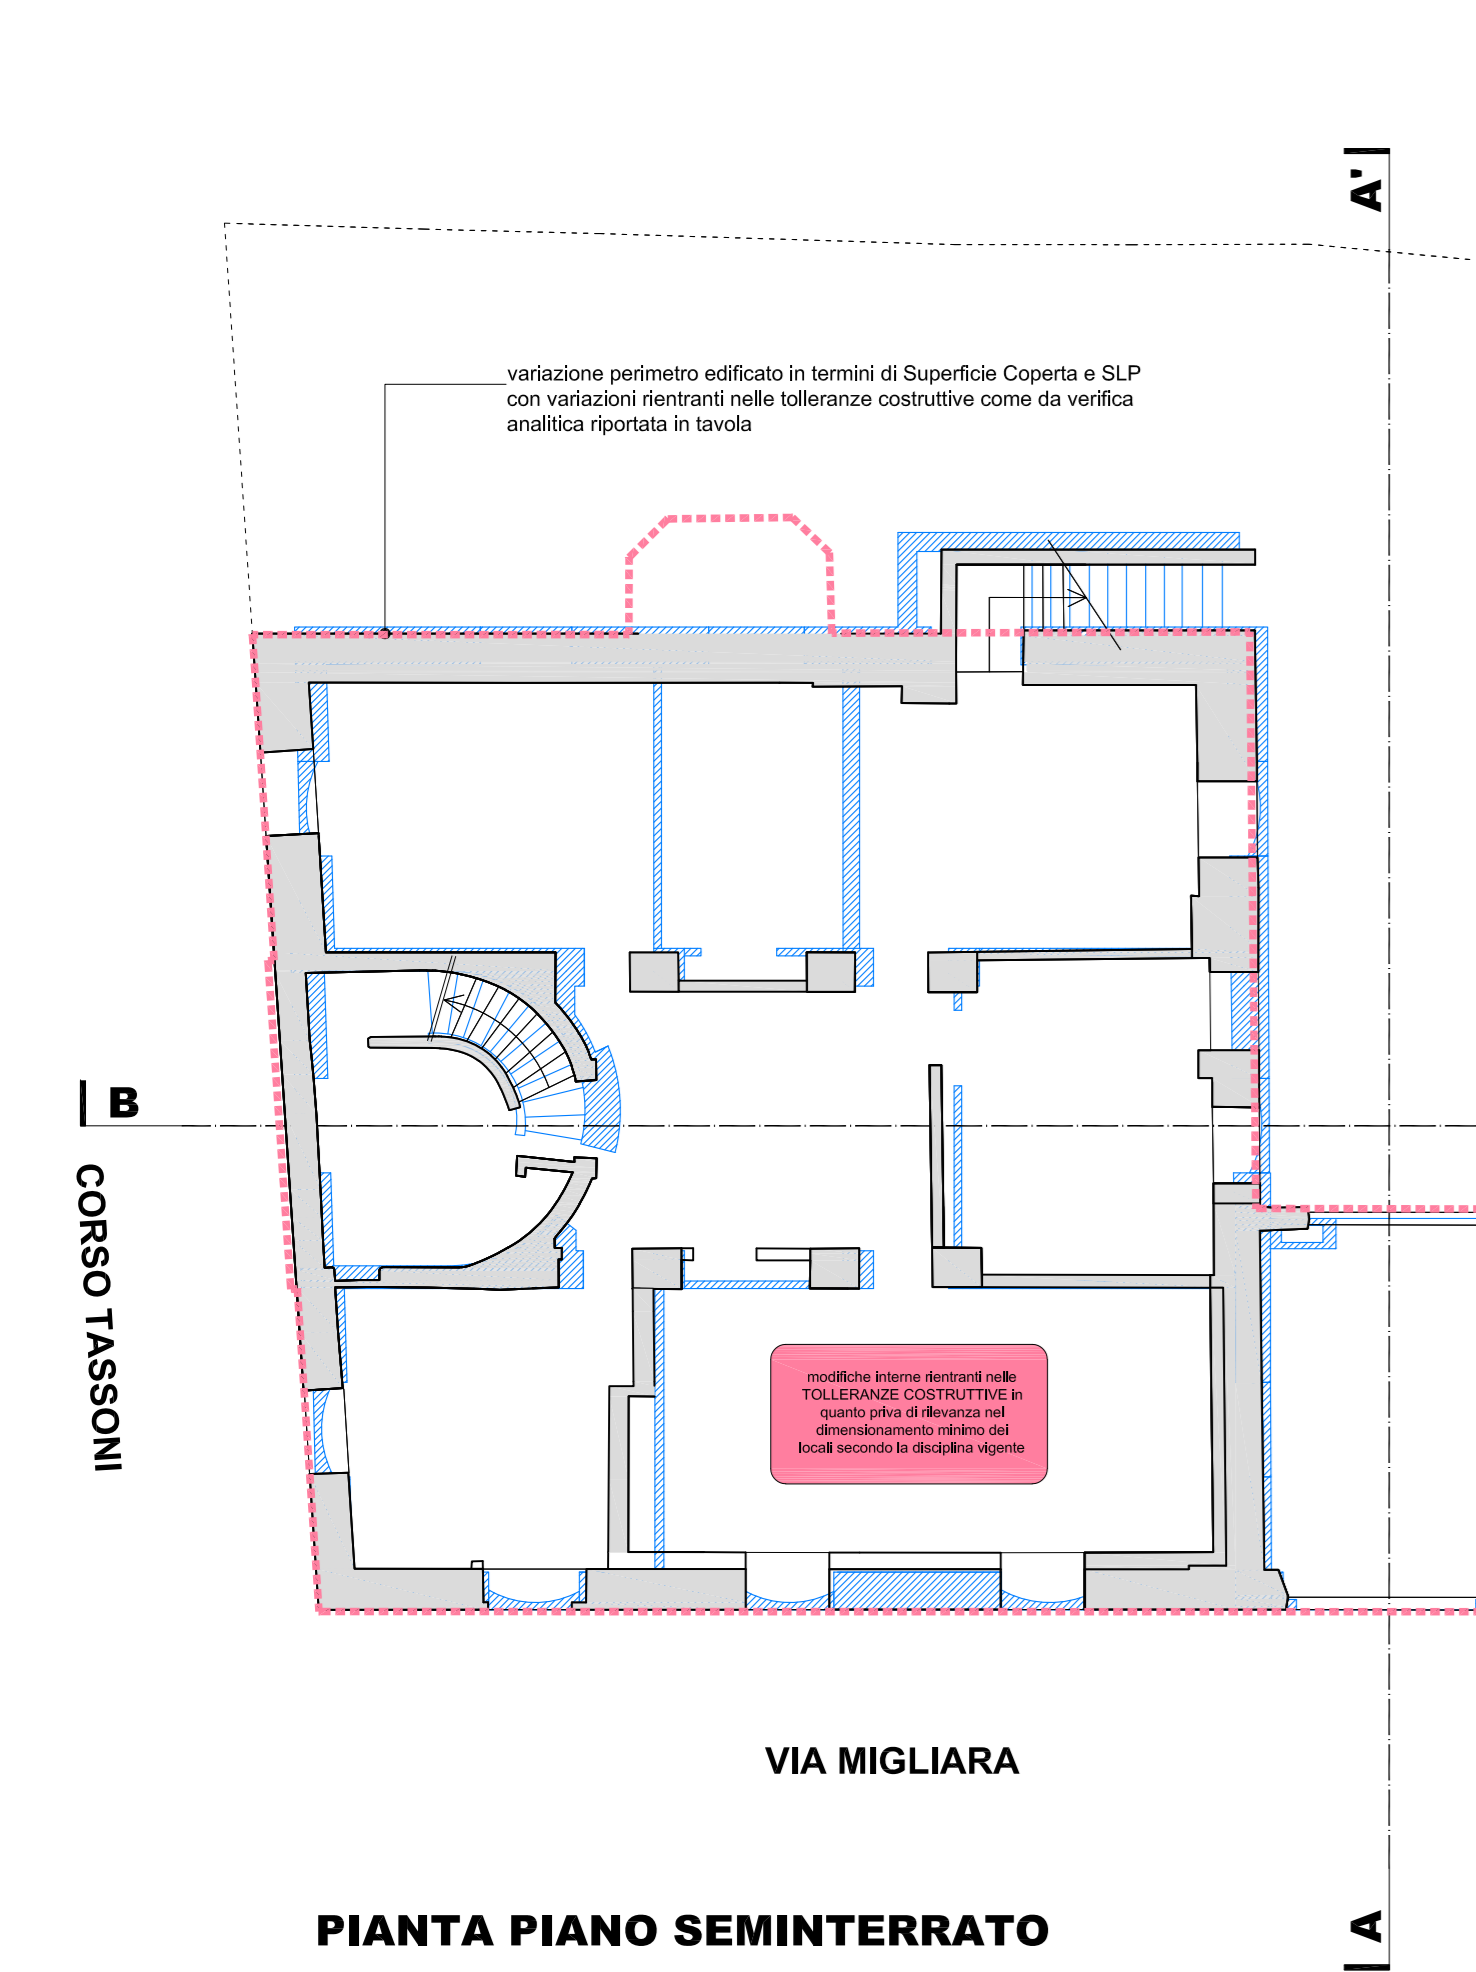 A'
variazione perimetro edificato in termini di Superficie Coperta e SLP
con variazioni rientranti nelle tolleranze costruttive come da verifica
analitica riportata in tavola
B
CORSO TASSONI
modifiche interne rientranti nelle
TOLLERANZE COSTRUTTIVE in
quanto priva di rilevanza nel
dimensionamento minimo dei
locali secondo la disciplina vigente
VIA MIGLIARA
PIANTA PIANO SEMINTERRATO
A